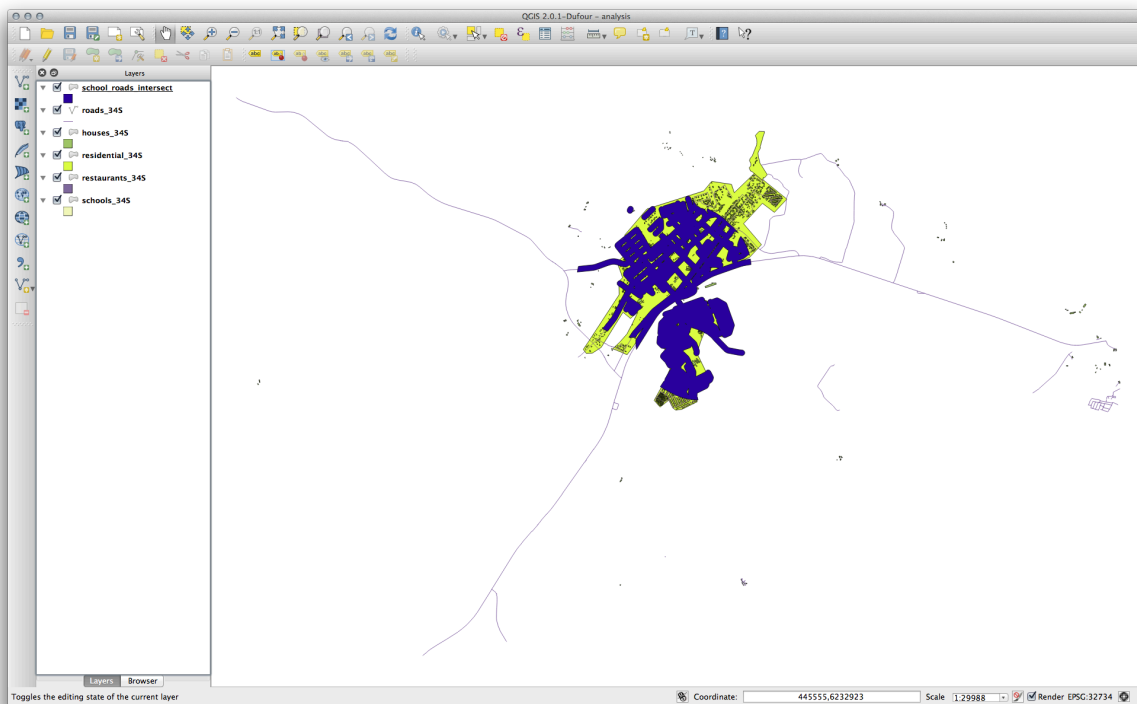 QGIS 2.0.1-Dufour - analysis
Layers
school_roads_intersect
roads_34S
houses_34S
residential_34S
restaurants_34S
schools_34S
Layers Browser
Toggles the editing state of the current layer
Coordinate: 445555,6232923 Scale 1:29988 Render EPSG:32734